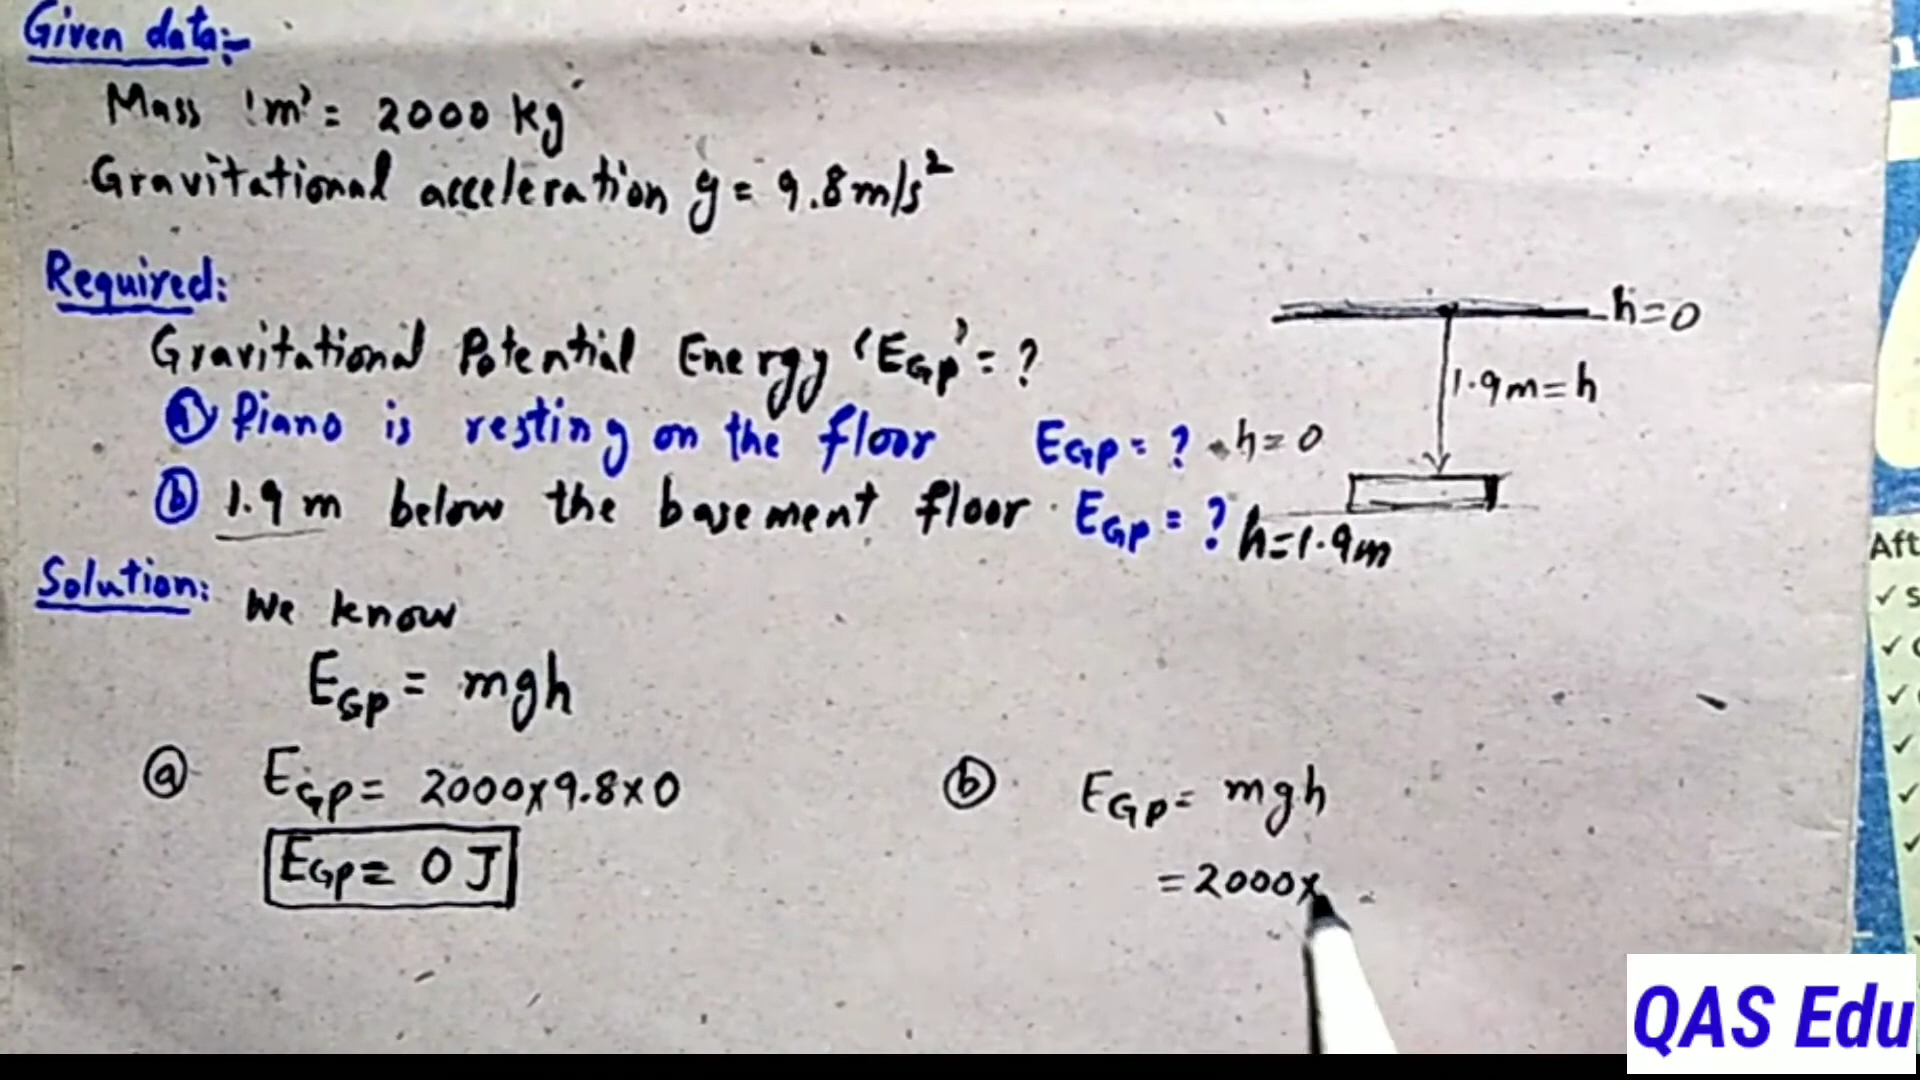 Given data:-
Mass 'm' = 2000 kg
Gravitational acceleration g = 9.8 m/s²
Required:
Gravitational Potential Energy 'EGP' = ?
ⓐ Piano is resting on the floor EGP = ? h = 0
ⓑ 1.9 m below the basement floor. EGP = ? h = 1.9m
h = 0
1.9m = h
Solution: We know
EGP = mgh
ⓐ EGP = 2000 x 9.8 x 0
EGP = 0 J
ⓑ EGP = mgh
= 2000 x
Aft
QAS Edu